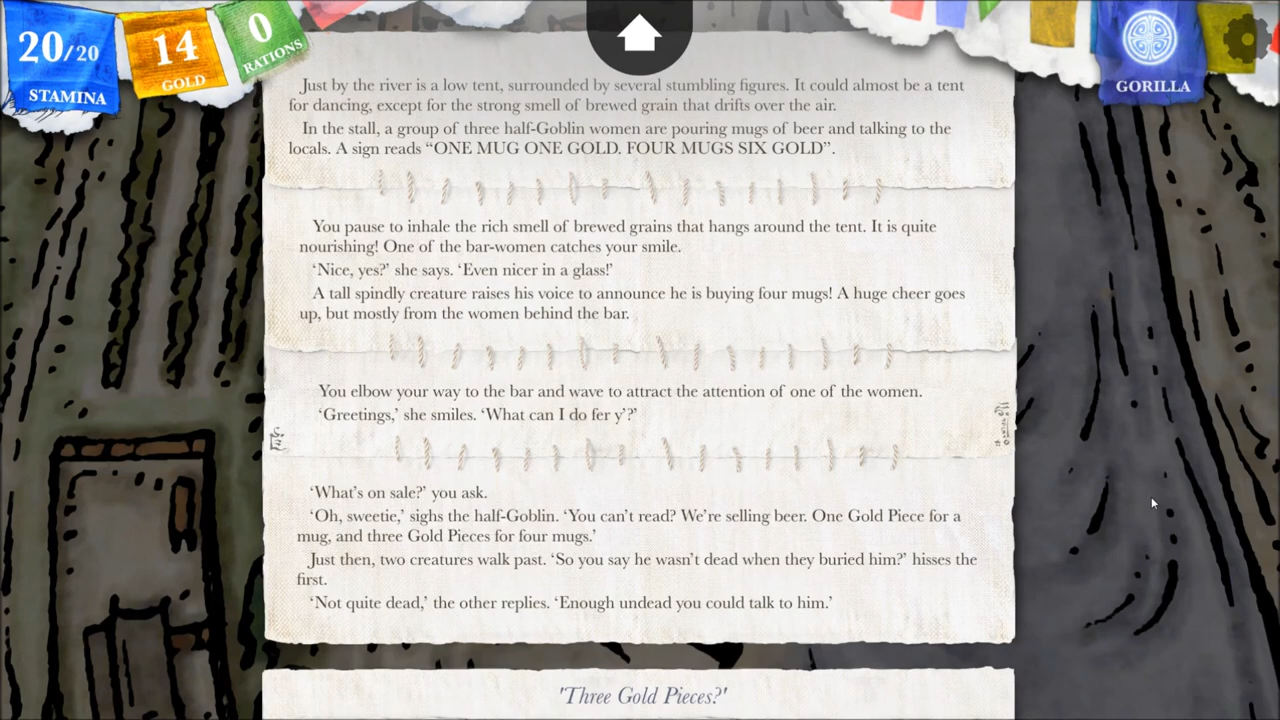 20/20
STAMINA
14
GOLD
0
RATIONS
GORILLA
Just by the river is a low tent, surrounded by several stumbling figures. It could almost be a tent
for dancing, except for the strong smell of brewed grain that drifts over the air.
In the stall, a group of three half-Goblin women are pouring mugs of beer and talking to the
locals. A sign reads “ONE MUG ONE GOLD. FOUR MUGS SIX GOLD”.
You pause to inhale the rich smell of brewed grains that hangs around the tent. It is quite
nourishing! One of the bar-women catches your smile.
‘Nice, yes?’ she says. ‘Even nicer in a glass!’
A tall spindly creature raises his voice to announce he is buying four mugs! A huge cheer goes
up, but mostly from the women behind the bar.
You elbow your way to the bar and wave to attract the attention of one of the women.
‘Greetings,’ she smiles. ‘What can I do fer y’?’
‘What’s on sale?’ you ask.
‘Oh, sweetie,’ sighs the half-Goblin. ‘You can’t read? We’re selling beer. One Gold Piece for a
mug, and three Gold Pieces for four mugs.’
Just then, two creatures walk past. ‘So you say he wasn’t dead when they buried him?’ hisses the
first.
‘Not quite dead,’ the other replies. ‘Enough undead you could talk to him.’
'Three Gold Pieces?'